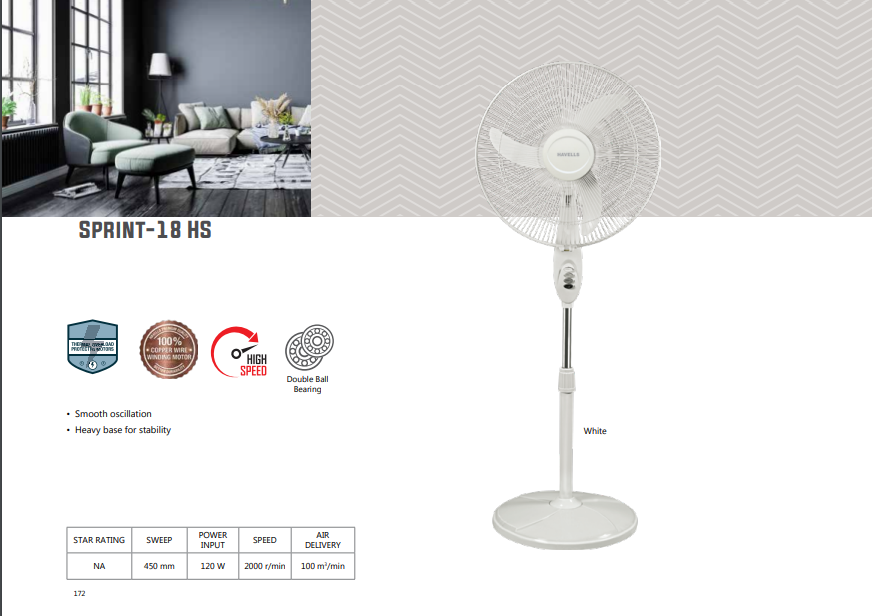 HAVELLS
SPRINT-18 HS
THERMAL OVERLOAD
PROTECTION MOTORS
100%
COPPER WIRE
WINDING MOTOR
HIGH
SPEED
Double Ball
Bearing
• Smooth oscillation
• Heavy base for stability
White
STAR RATING SWEEP POWER INPUT SPEED AIR DELIVERY
NA 450 mm 120 W 2000 r/min 100 m³/min
172